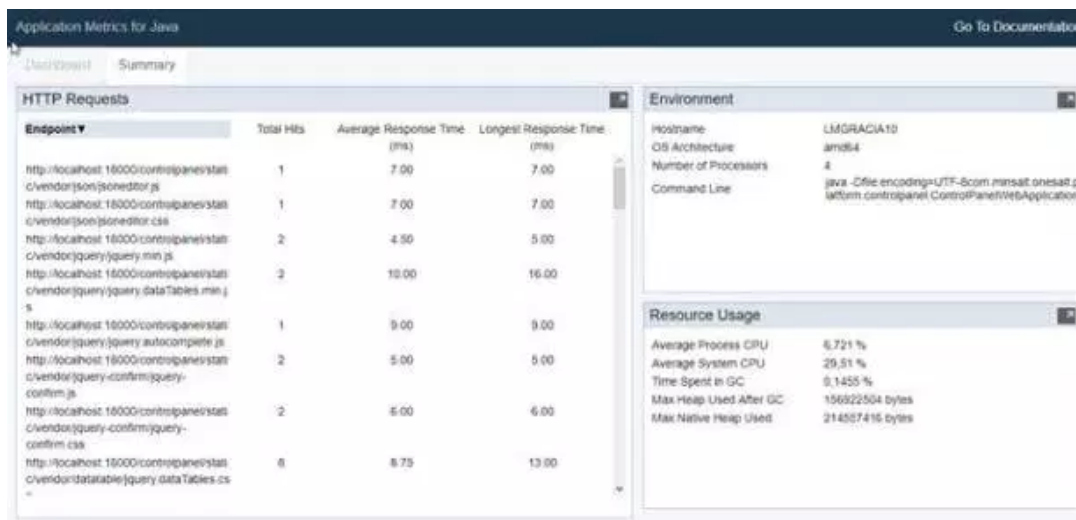 Application Metrics for Java
Go To Documentatio
Dashboard
Summary
HTTP Requests
Endpoint▼ Total Hits Average Response Time (ms) Longest Response Time (ms)
http://localhost:18000/controlpanel/stati 1 7.00 7.00
c/vendor/json/jsoneditor.js
http://localhost:18000/controlpanel/stati 1 7.00 7.00
c/vendor/json/jsoneditor.css
http://localhost:18000/controlpanel/stati 2 4.50 5.00
c/vendor/jquery/jquery.min.js
http://localhost:18000/controlpanel/stati 10.00 16.00
c/vendor/jquery/jquery.dataTables.min.j
s
http://localhost:18000/controlpanel/stati 1 9.00 9.00
c/vendor/jquery/jquery.autocomplete.js
http://localhost:18000/controlpanel/stati 2 5.00 5.00
c/vendor/jquery-confirm/jquery-
confirm.js
http://localhost:18000/controlpanel/stati 2 6.00 6.00
c/vendor/jquery-confirm/jquery-
confirm.css
http://localhost:18000/controlpanel/stati 8.75 13.00
c/vendor/datatable/jquery.dataTables.cs
Environment
Hostname LMGRACIA10
OS Architecture amd64
Number of Processors 4
Command Line java -Dfile.encoding=UTF-8com.minsait.onesait.p
latform.controlpanel.ControlPanelWebApplication
Resource Usage
Average Process CPU 6,721 %
Average System CPU 29,51 %
Time Spent in GC 0,1455 %
Max Heap Used After GC 156922504 bytes
Max Native Heap Used 214557416 bytes